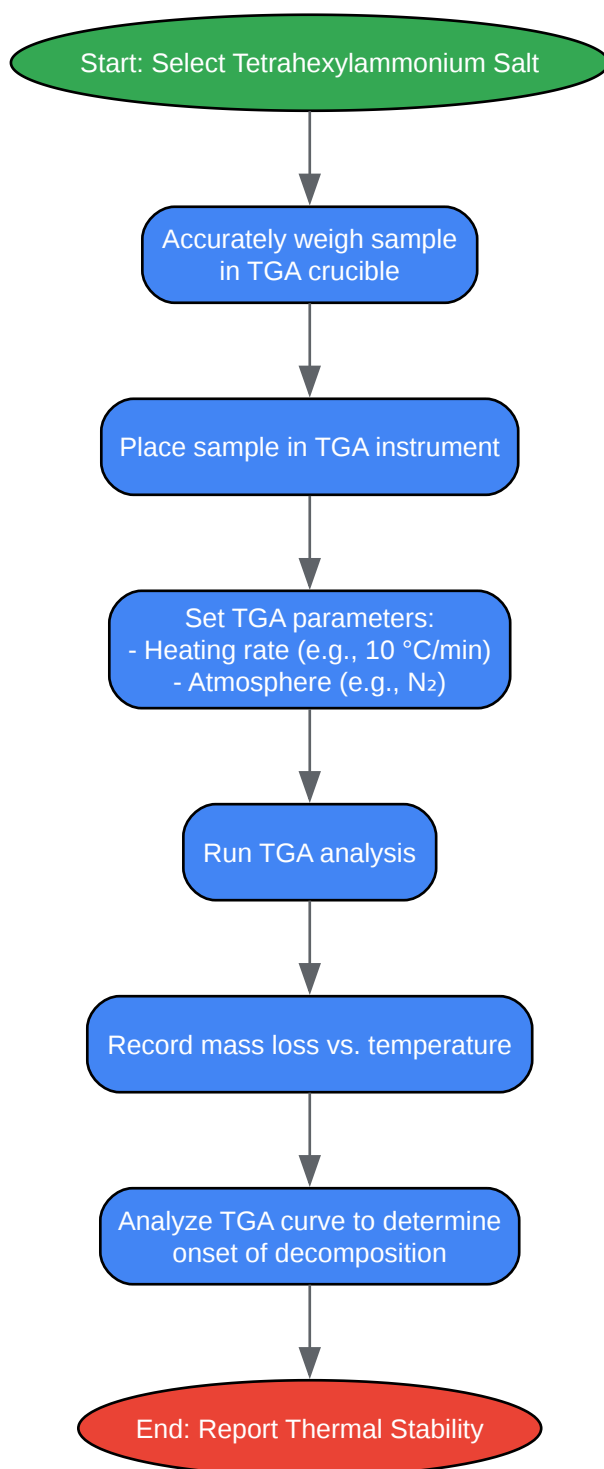 Start: Select Tetrahexylammonium Salt
Accurately weigh sample
in TGA crucible
Place sample in TGA instrument
Set TGA parameters:
- Heating rate (e.g., 10 °C/min)
- Atmosphere (e.g., N₂)
Run TGA analysis
Record mass loss vs. temperature
Analyze TGA curve to determine
onset of decomposition
End: Report Thermal Stability